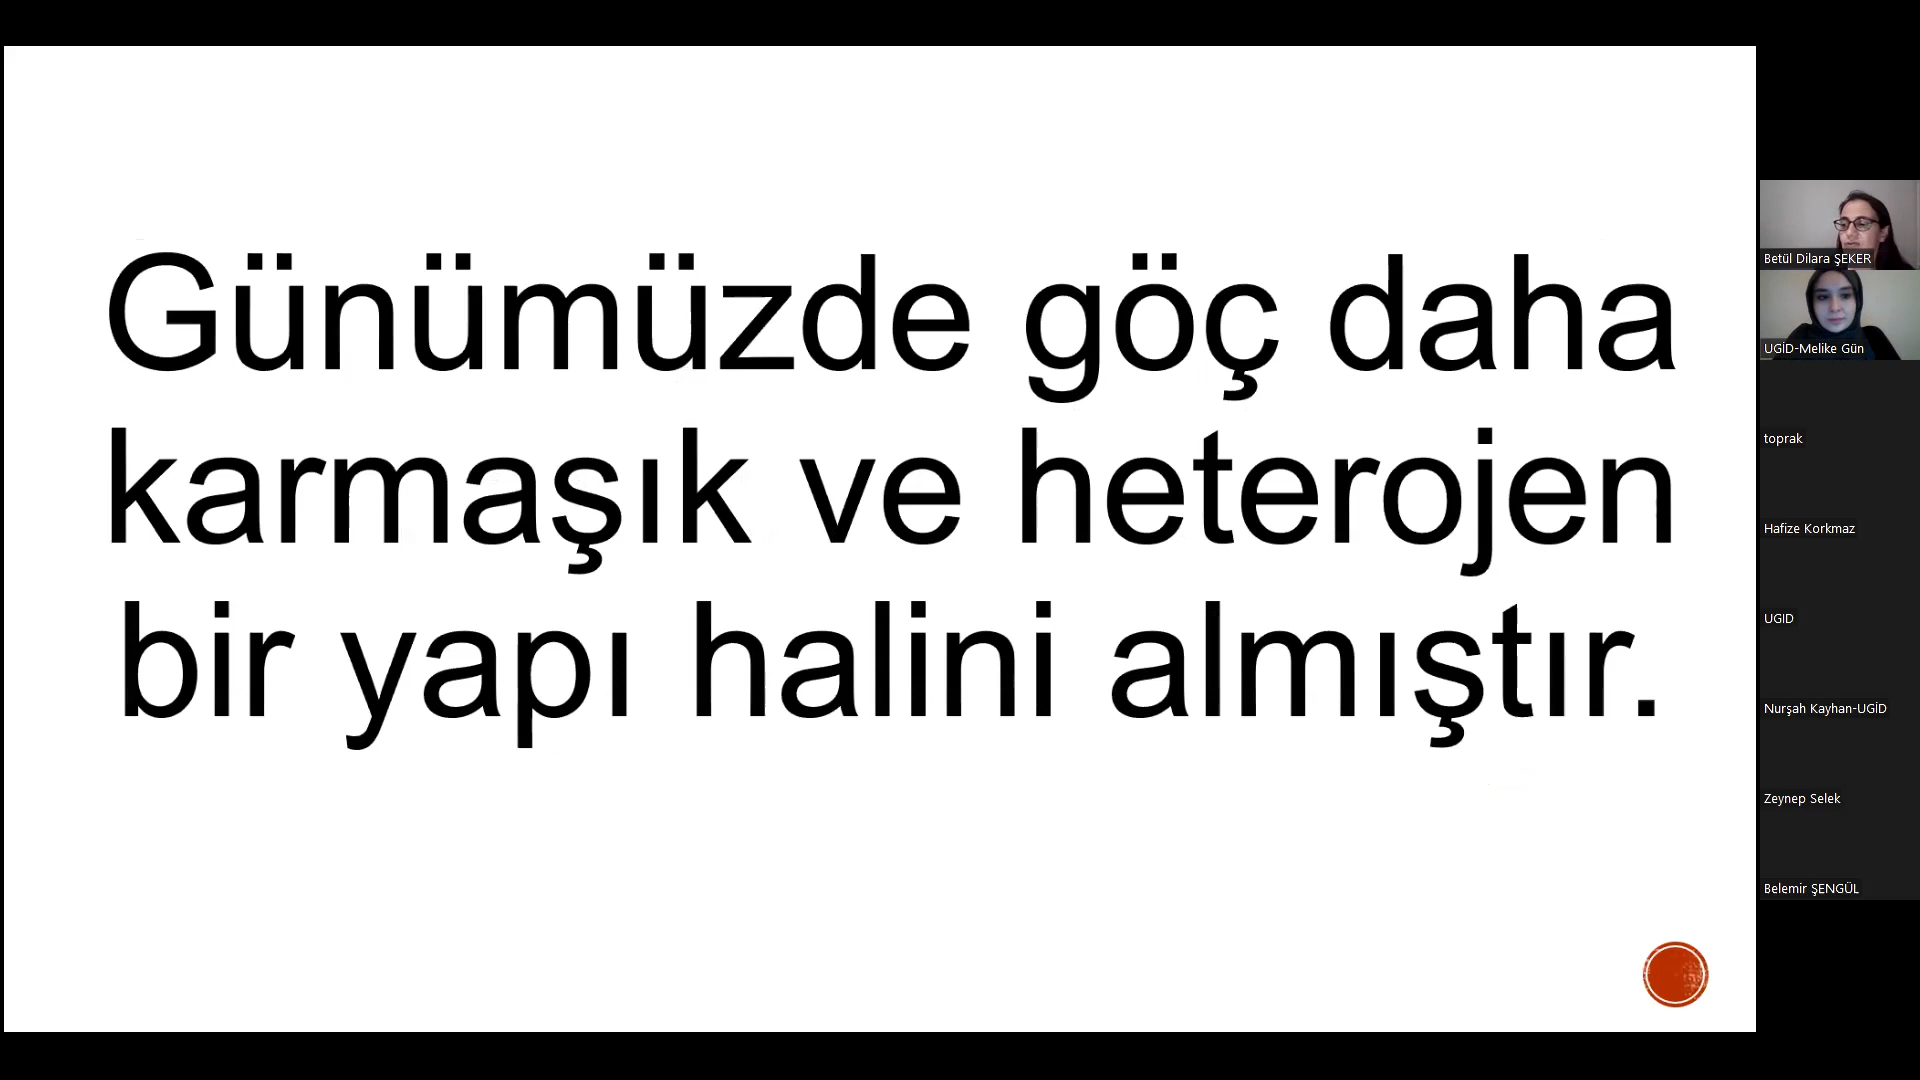 Günümüzde göç daha
karmaşık ve heterojen
bir yapı halini almıştır.
Betül Dilara ŞEKER
UGİD-Melike Gün
toprak
Hafize Korkmaz
UGID
Nurşah Kayhan-UGİD
Zeynep Selek
Belemir ŞENGÜL